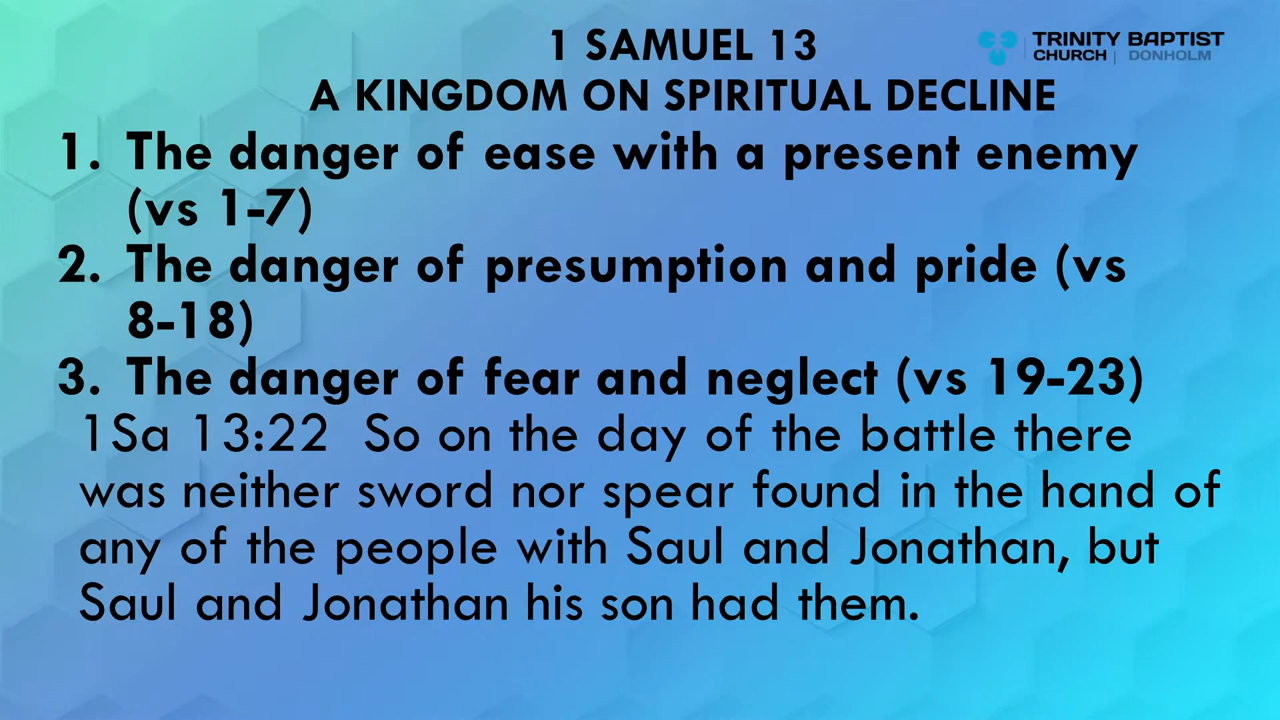 1 SAMUEL 13
TRINITY BAPTIST
CHURCH | DONHOLM
A KINGDOM ON SPIRITUAL DECLINE
1. The danger of ease with a present enemy
(vs 1-7)
2. The danger of presumption and pride (vs
8-18)
3. The danger of fear and neglect (vs 19-23)
1Sa 13:22  So on the day of the battle there
was neither sword nor spear found in the hand of
any of the people with Saul and Jonathan, but
Saul and Jonathan his son had them.